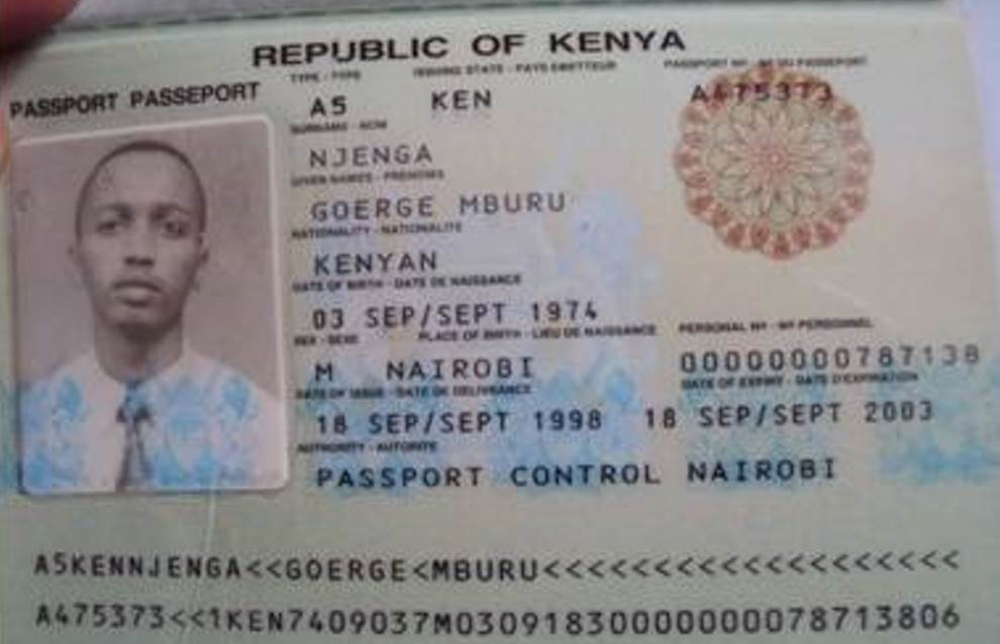 REPUBLIC OF KENYA
PASSPORT PASSEPORT
TYPE - TYPE ISSUING STATE - PAYS EMETTEUR PASSPORT Nº - Nº DU PASSEPORT
A5 KEN A475373
SURNAME - NOM
NJENGA
GIVEN NAMES - PRENOMS
GOERGE MBURU
NATIONALITY - NATIONALITE
KENYAN
DATE OF BIRTH - DATE DE NAISSANCE
03 SEP/SEPT 1974
SEX - SEXE PLACE OF BIRTH - LIEU DE NAISSANCE PERSONAL Nº - Nº PERSONNEL
M NAIROBI 00000000787138
DATE OF ISSUE - DATE DE DELIVRANCE DATE OF EXPIRY - DATE D'EXPIRATION
18 SEP/SEPT 1998 18 SEP/SEPT 2003
AUTHORITY - AUTORITE
PASSPORT CONTROL NAIROBI
A5KENNJENGA<<GOERGE<MBURU<<<<<<<<<<<<<<<<<<<
A475373<<1KEN7409037M030918300000000078713806